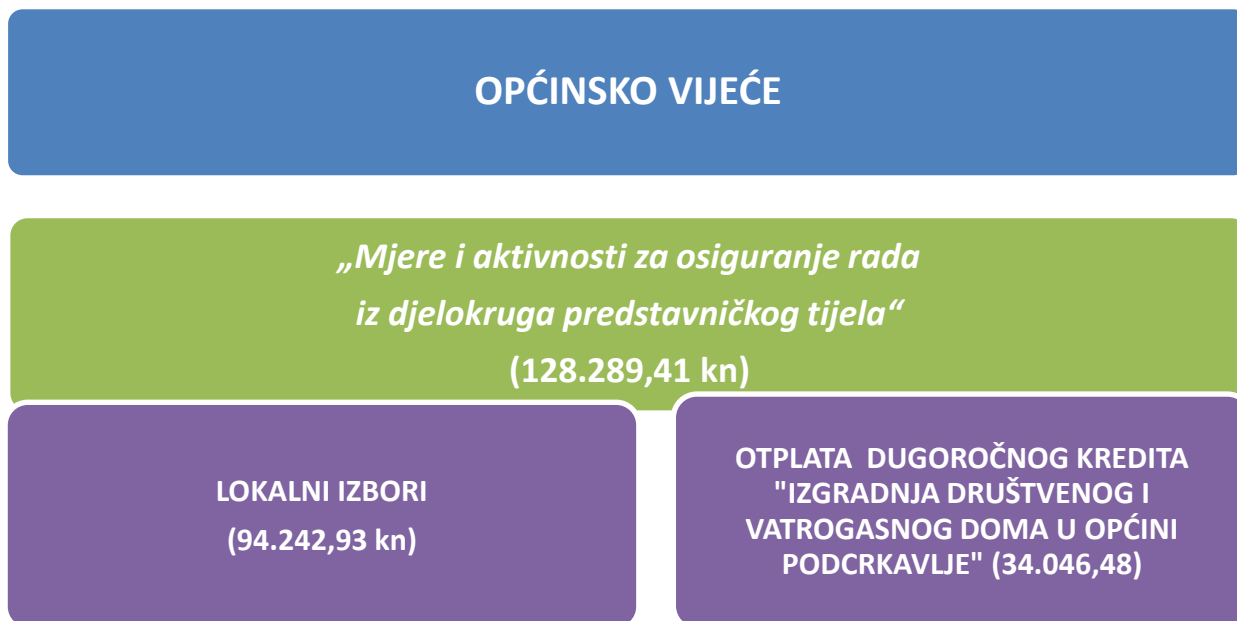 OPĆINSKO VIJEĆE
„Mjere i aktivnosti za osiguranje rada
iz djelokruga predstavničkog tijela“
(128.289,41 kn)
LOKALNI IZBORI
(94.242,93 kn)
OTPLATA DUGOROČNOG KREDITA
"IZGRADNJA DRUŠTVENOG I
VATROGASNOG DOMA U OPĆINI
PODCRKAVLJE" (34.046,48)